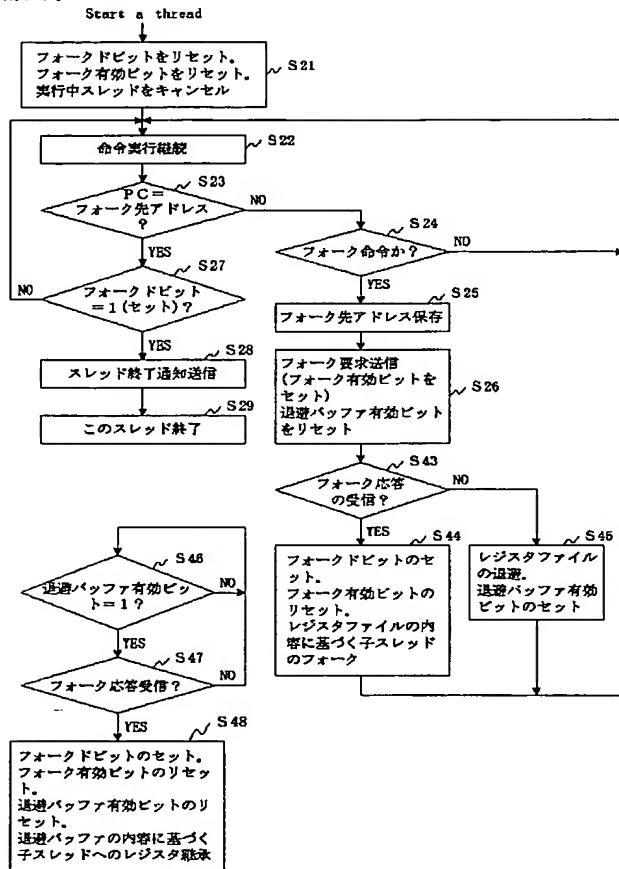 Start a thread
フォークドビットをリセット。
フォーク有効ビットをリセット。
実行中スレッドをキャンセル
S21
命令実行継続
S22
PC=
フォーク先アドレス
?
S23
NO
YES
フォーク命令か?
S24
NO
YES
フォークドビット
=1(セット)?
S27
NO
YES
フォーク先アドレス保存
S25
スレッド終了通知送信
S28
フォーク要求送信
(フォーク有効ビットを
セット)
退避バッファ有効ビット
をリセット
S26
このスレッド終了
S29
フォーク応答
の受信?
S43
NO
YES
フォークドビットのセ
ット。
フォーク有効ビットの
リセット。
レジスタファイルの内
容に基づく子スレッド
のフォーク
S44
レジスタファイル
の退避。
退避バッファ有効
ビットのセット
S45
退避バッファ有効ビッ
ト=1?
S46
NO
YES
フォーク応答受信?
S47
NO
YES
フォークドビットのセット。
フォーク有効ビットのリセッ
ト。
退避バッファ有効ビットのリ
セット。
退避バッファの内容に基づく
子スレッドへのレジスタ継承
S48